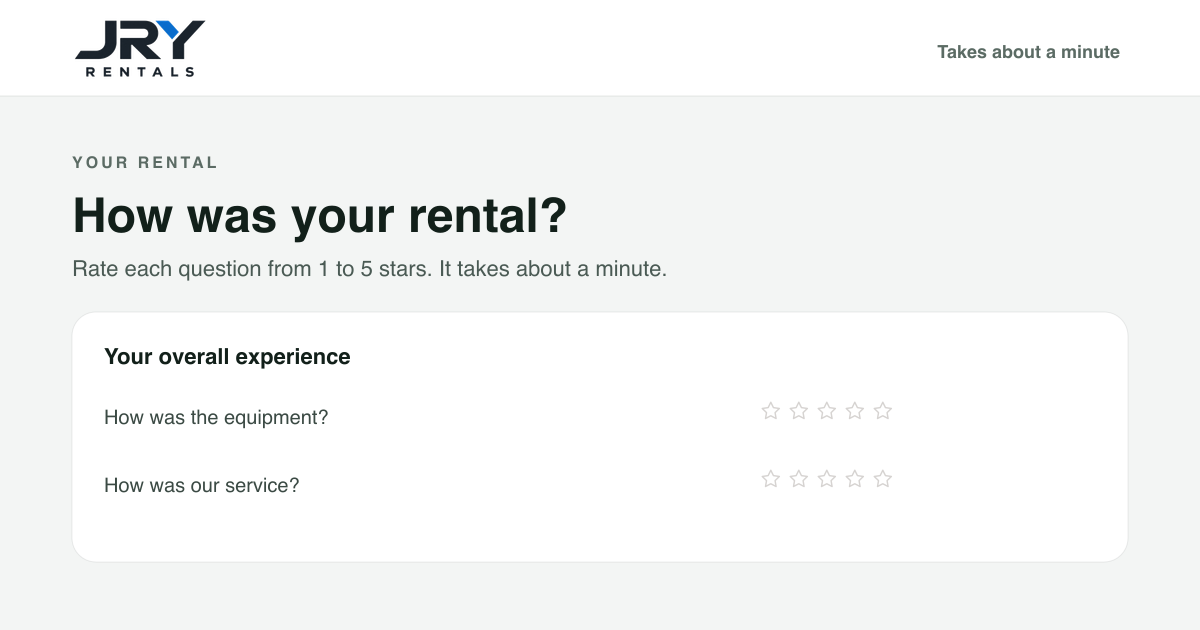 JRY
RENTALS
Takes about a minute
YOUR RENTAL
How was your rental?
Rate each question from 1 to 5 stars. It takes about a minute.
Your overall experience
How was the equipment?
How was our service?